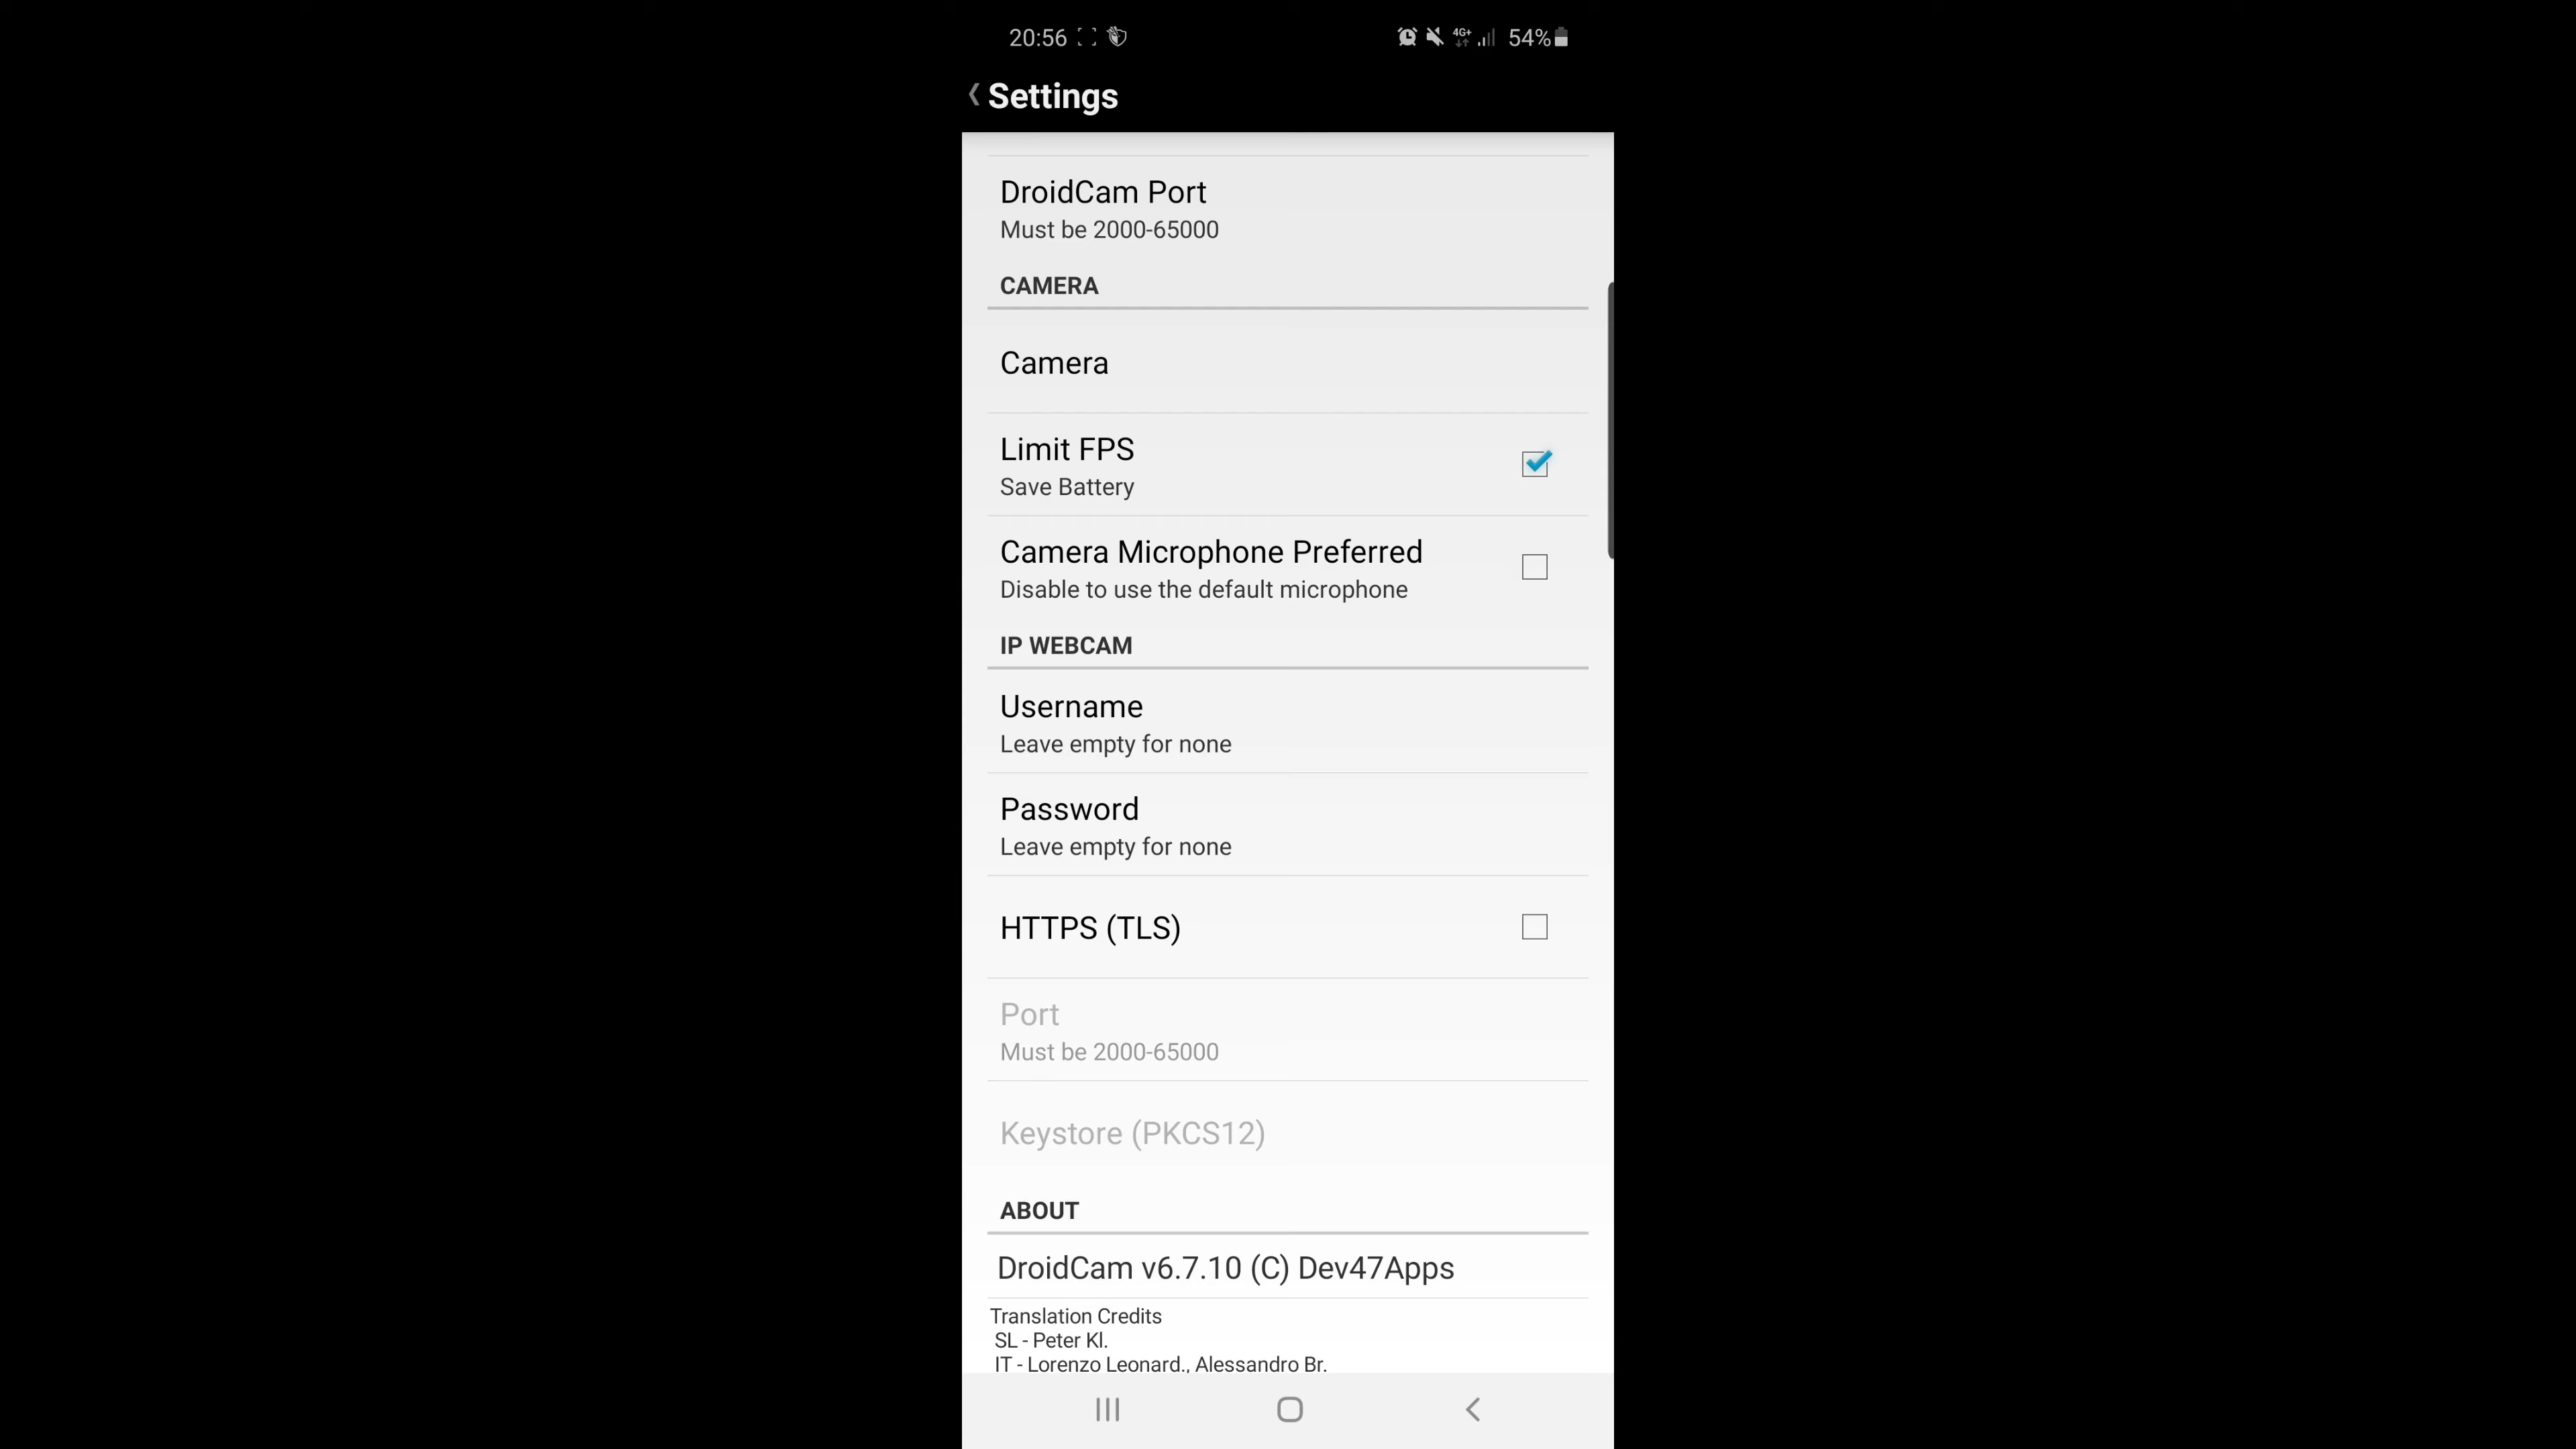 20:56 4G+ 54%
Settings
DroidCam Port
Must be 2000-65000
CAMERA
Camera
Limit FPS
Save Battery
Camera Microphone Preferred
Disable to use the default microphone
IP WEBCAM
Username
Leave empty for none
Password
Leave empty for none
HTTPS (TLS)
Port
Must be 2000-65000
Keystore (PKCS12)
ABOUT
DroidCam v6.7.10 (C) Dev47Apps
Translation Credits
SL - Peter Kl.
IT - Lorenzo Leonard., Alessandro Br.